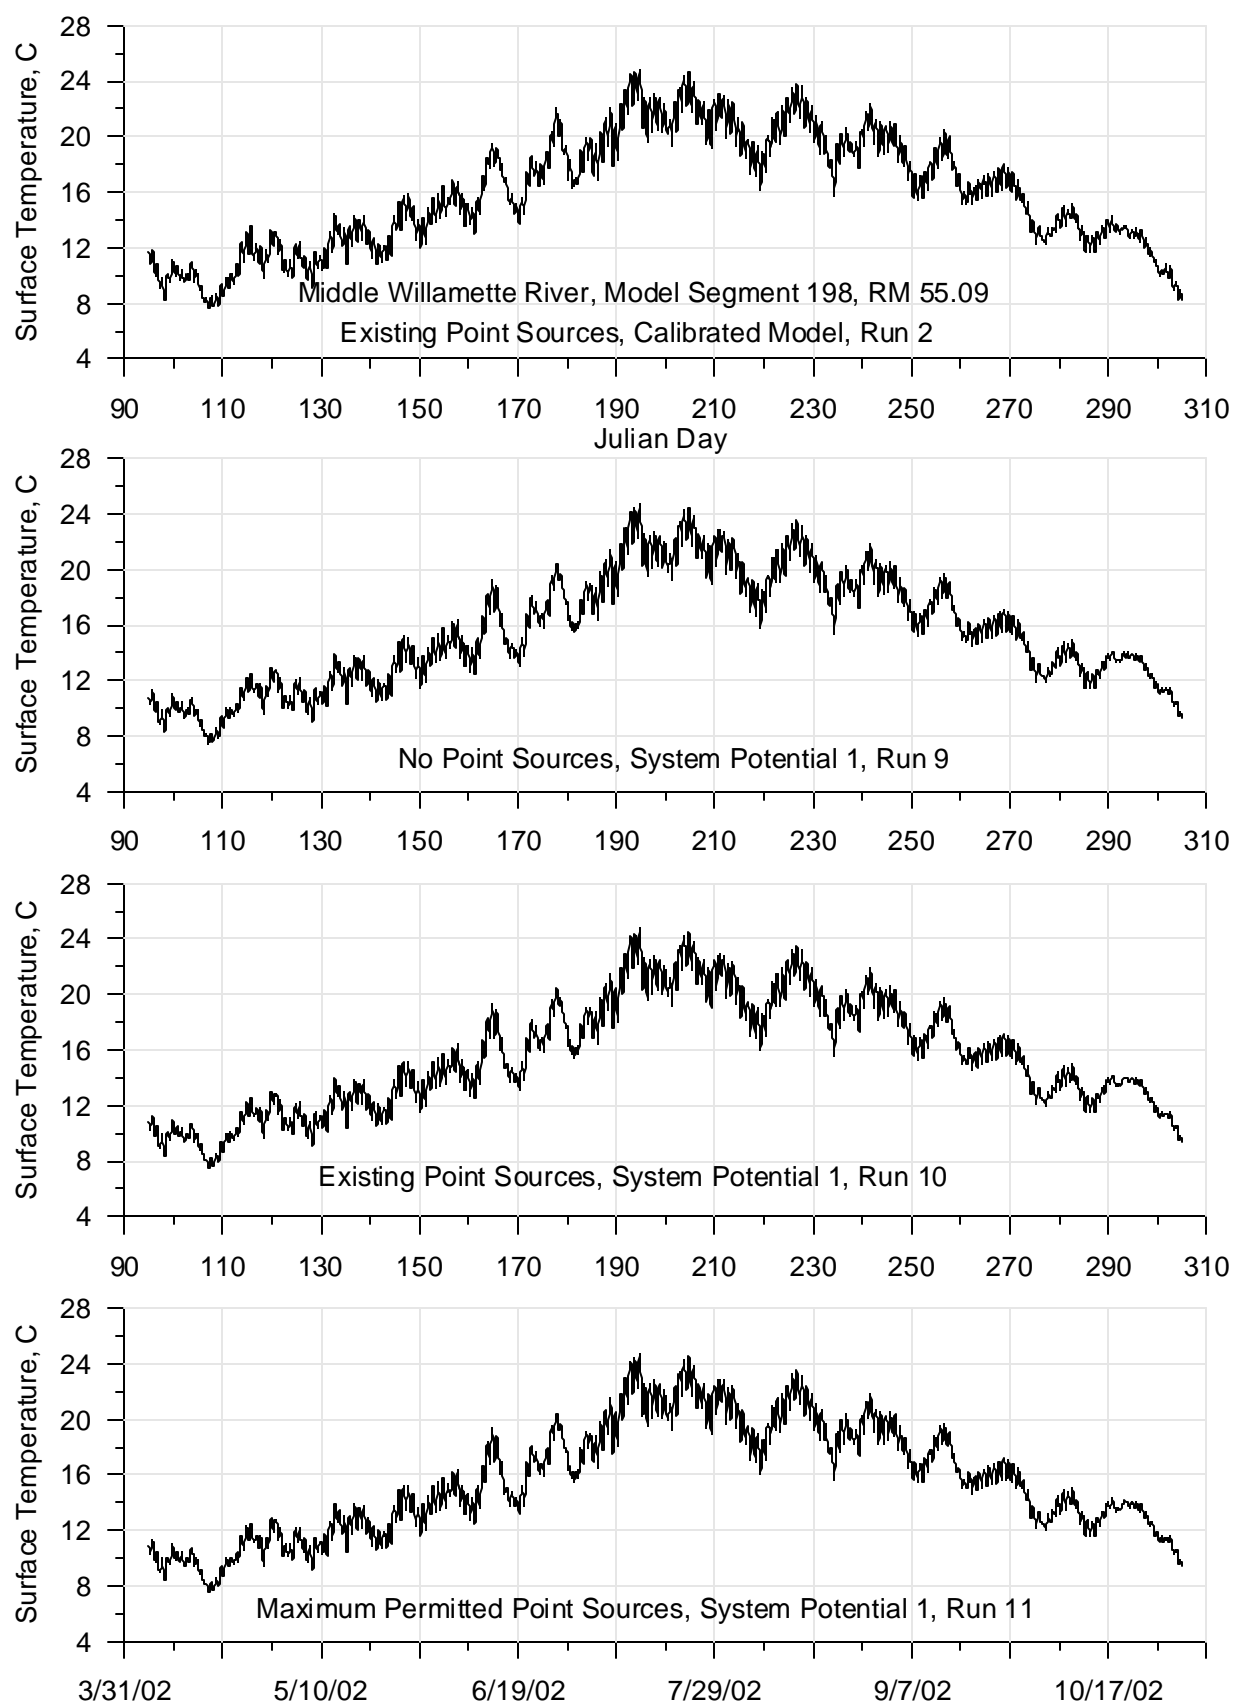 28
24
20
16
12
8
4
Surface Temperature, C
Middle Willamette River, Model Segment 198, RM 55.09
Existing Point Sources, Calibrated Model, Run 2
90 110 130 150 170 190 210 230 250 270 290 310
Julian Day
28
24
20
16
12
8
4
Surface Temperature, C
No Point Sources, System Potential 1, Run 9
90 110 130 150 170 190 210 230 250 270 290 310
28
24
20
16
12
8
4
Surface Temperature, C
Existing Point Sources, System Potential 1, Run 10
90 110 130 150 170 190 210 230 250 270 290 310
28
24
20
16
12
8
4
Surface Temperature, C
Maximum Permitted Point Sources, System Potential 1, Run 11
3/31/02 5/10/02 6/19/02 7/29/02 9/7/02 10/17/02